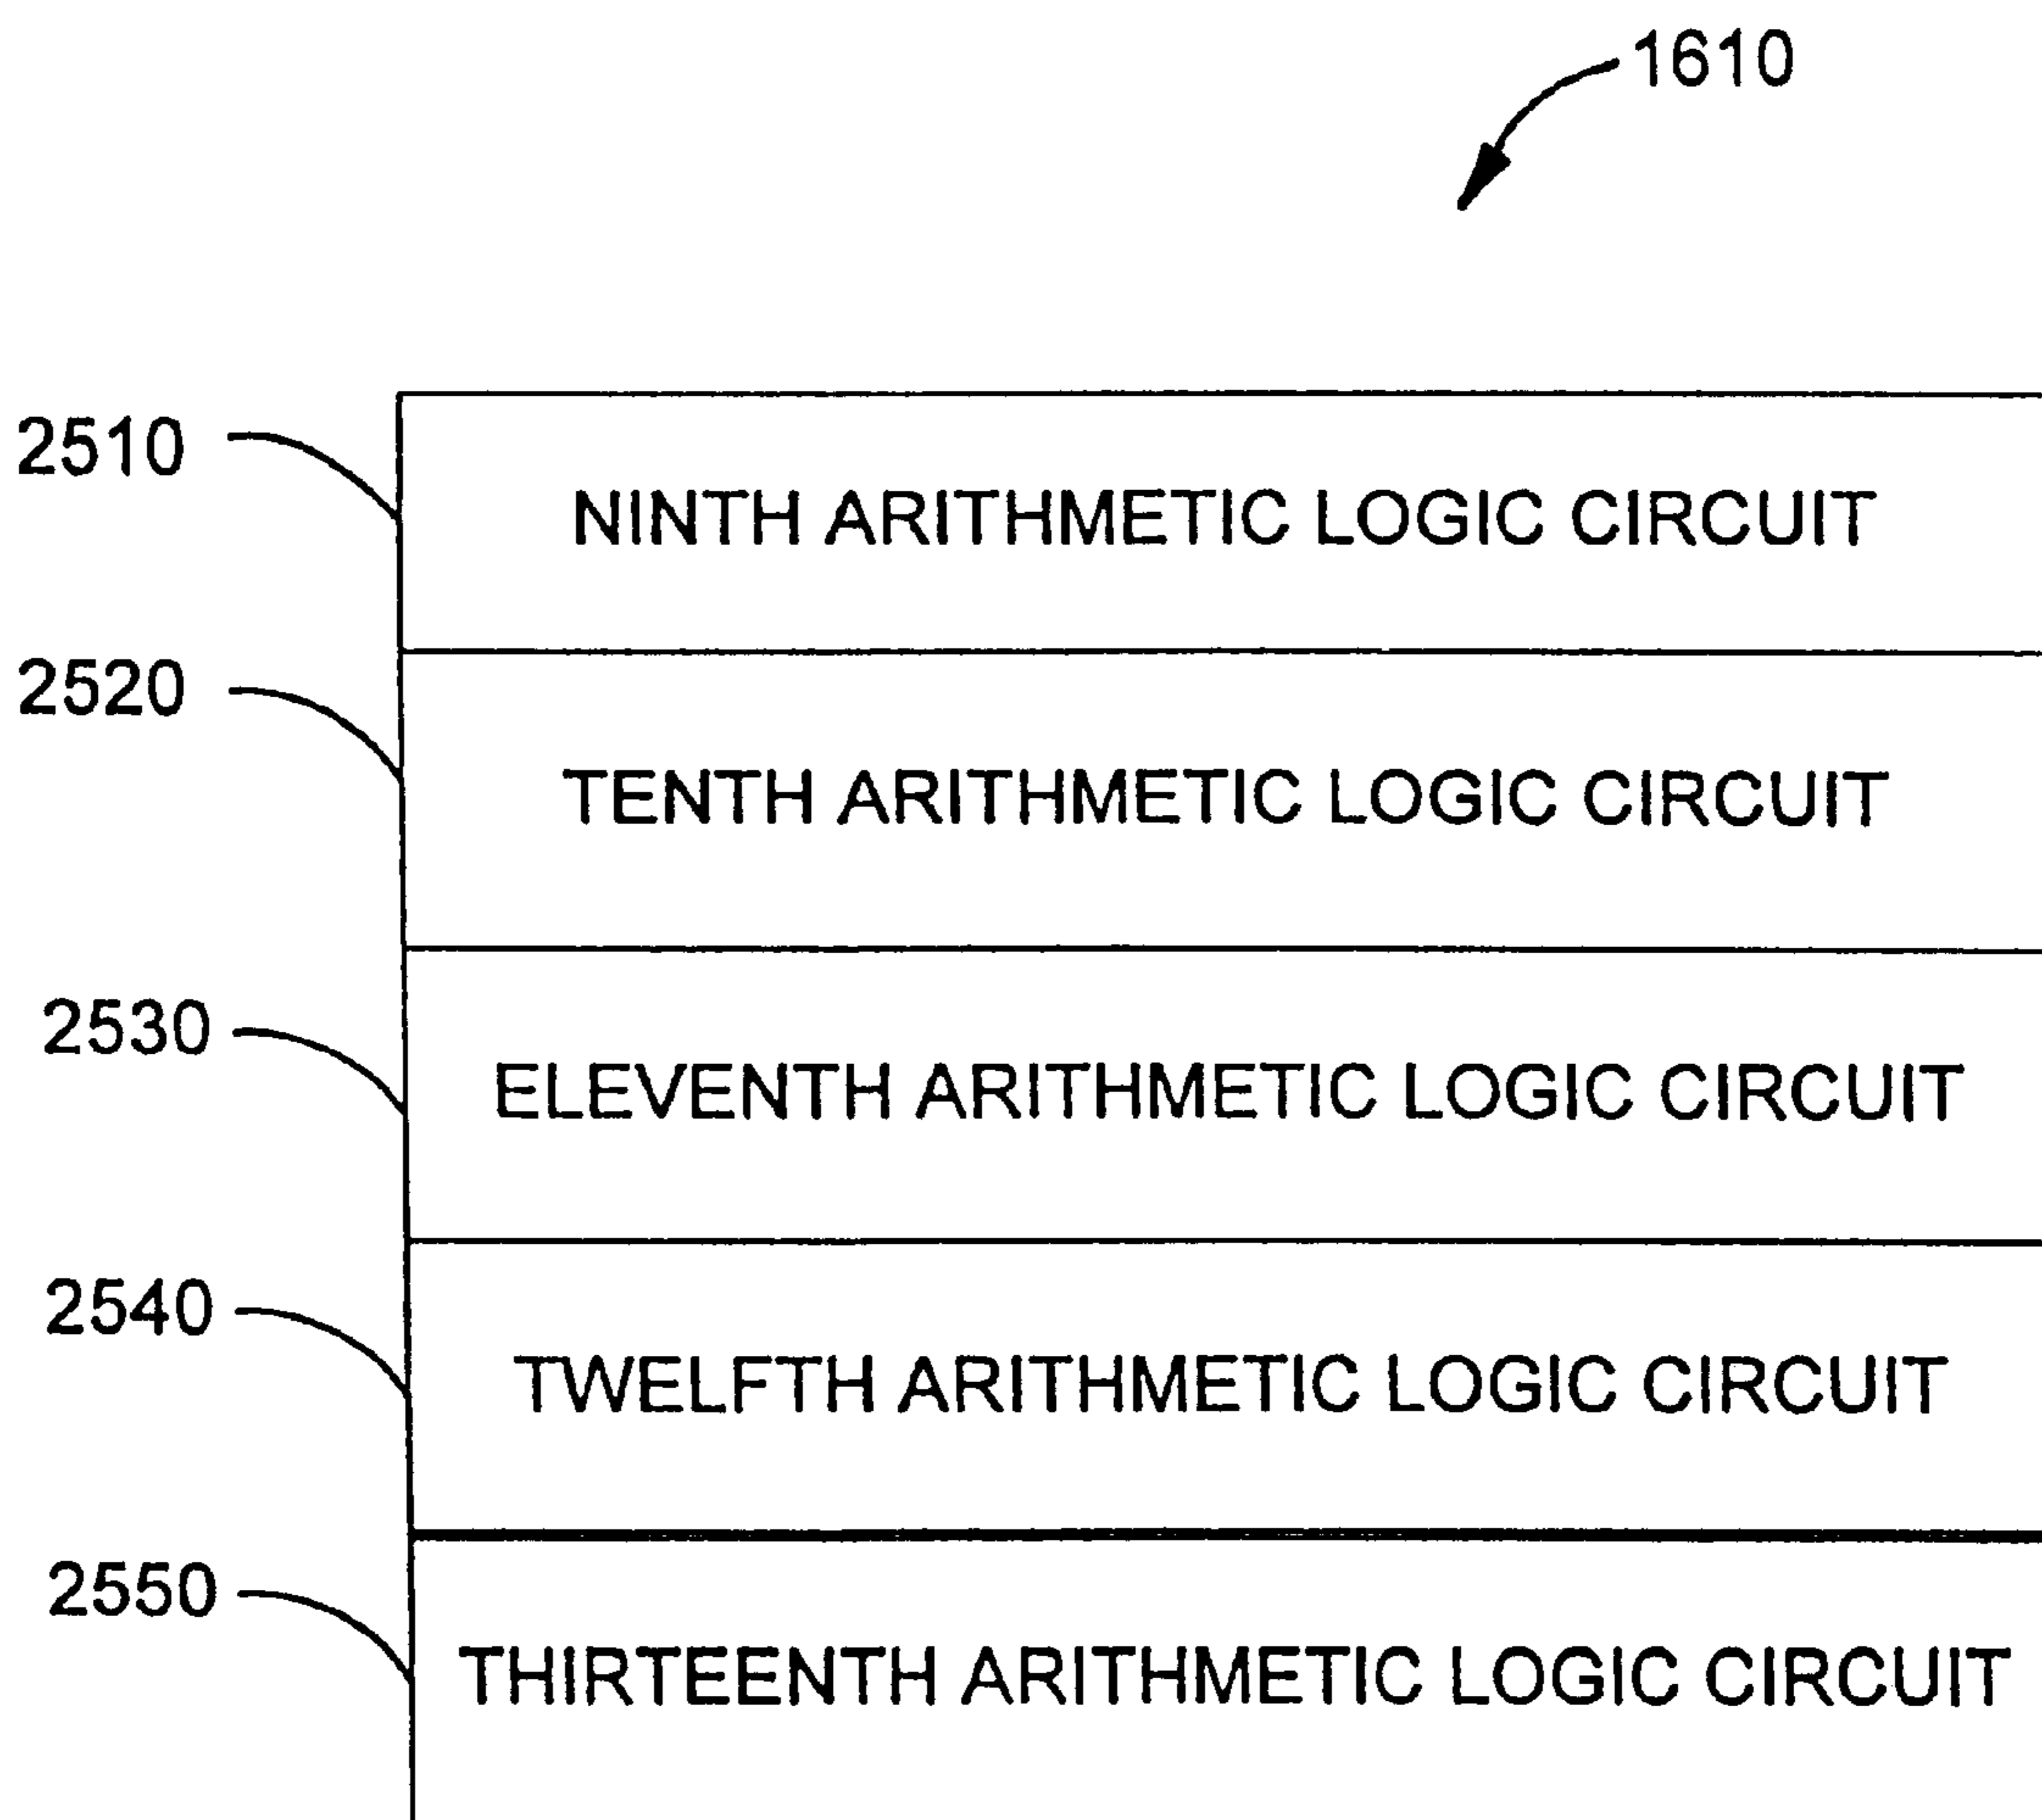 1610
2510
NINTH ARITHMETIC LOGIC CIRCUIT
2520
TENTH ARITHMETIC LOGIC CIRCUIT
2530
ELEVENTH ARITHMETIC LOGIC CIRCUIT
2540
TWELFTH ARITHMETIC LOGIC CIRCUIT
2550
THIRTEENTH ARITHMETIC LOGIC CIRCUIT